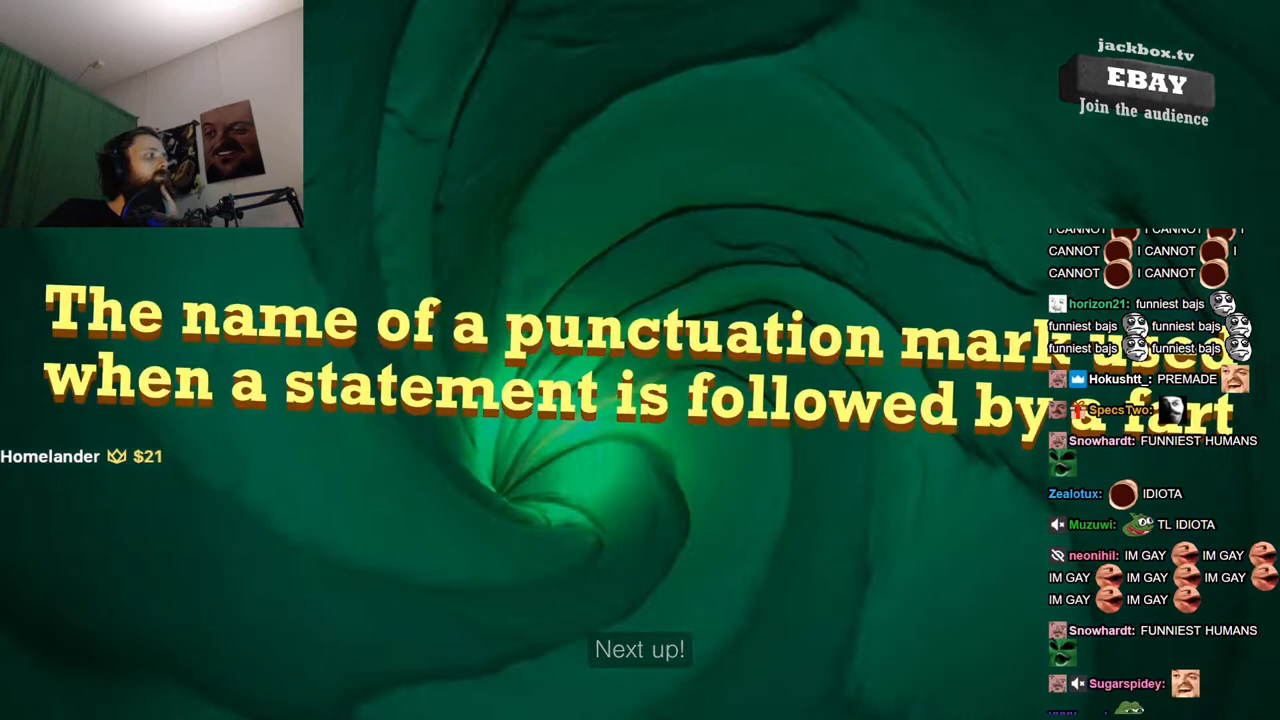 jackbox.tv
EBAY
Join the audience
The name of a punctuation mark used
when a statement is followed by a fart
Homelander $21
I CANNOT I CANNOT I
CANNOT I CANNOT I
CANNOT I CANNOT
horizon21: funniest bajs
funniest bajs funniest bajs
funniest bajs funniest bajs
Hokushtt_: PREMADE
SpecsTwo:
Snowhardt: FUNNIEST HUMANS
Zealotux: IDIOTA
Muzuwi: TL IDIOTA
neonihil: IM GAY IM GAY
IM GAY IM GAY IM GAY
IM GAY IM GAY
Snowhardt: FUNNIEST HUMANS
Sugarspidey:
Next up!